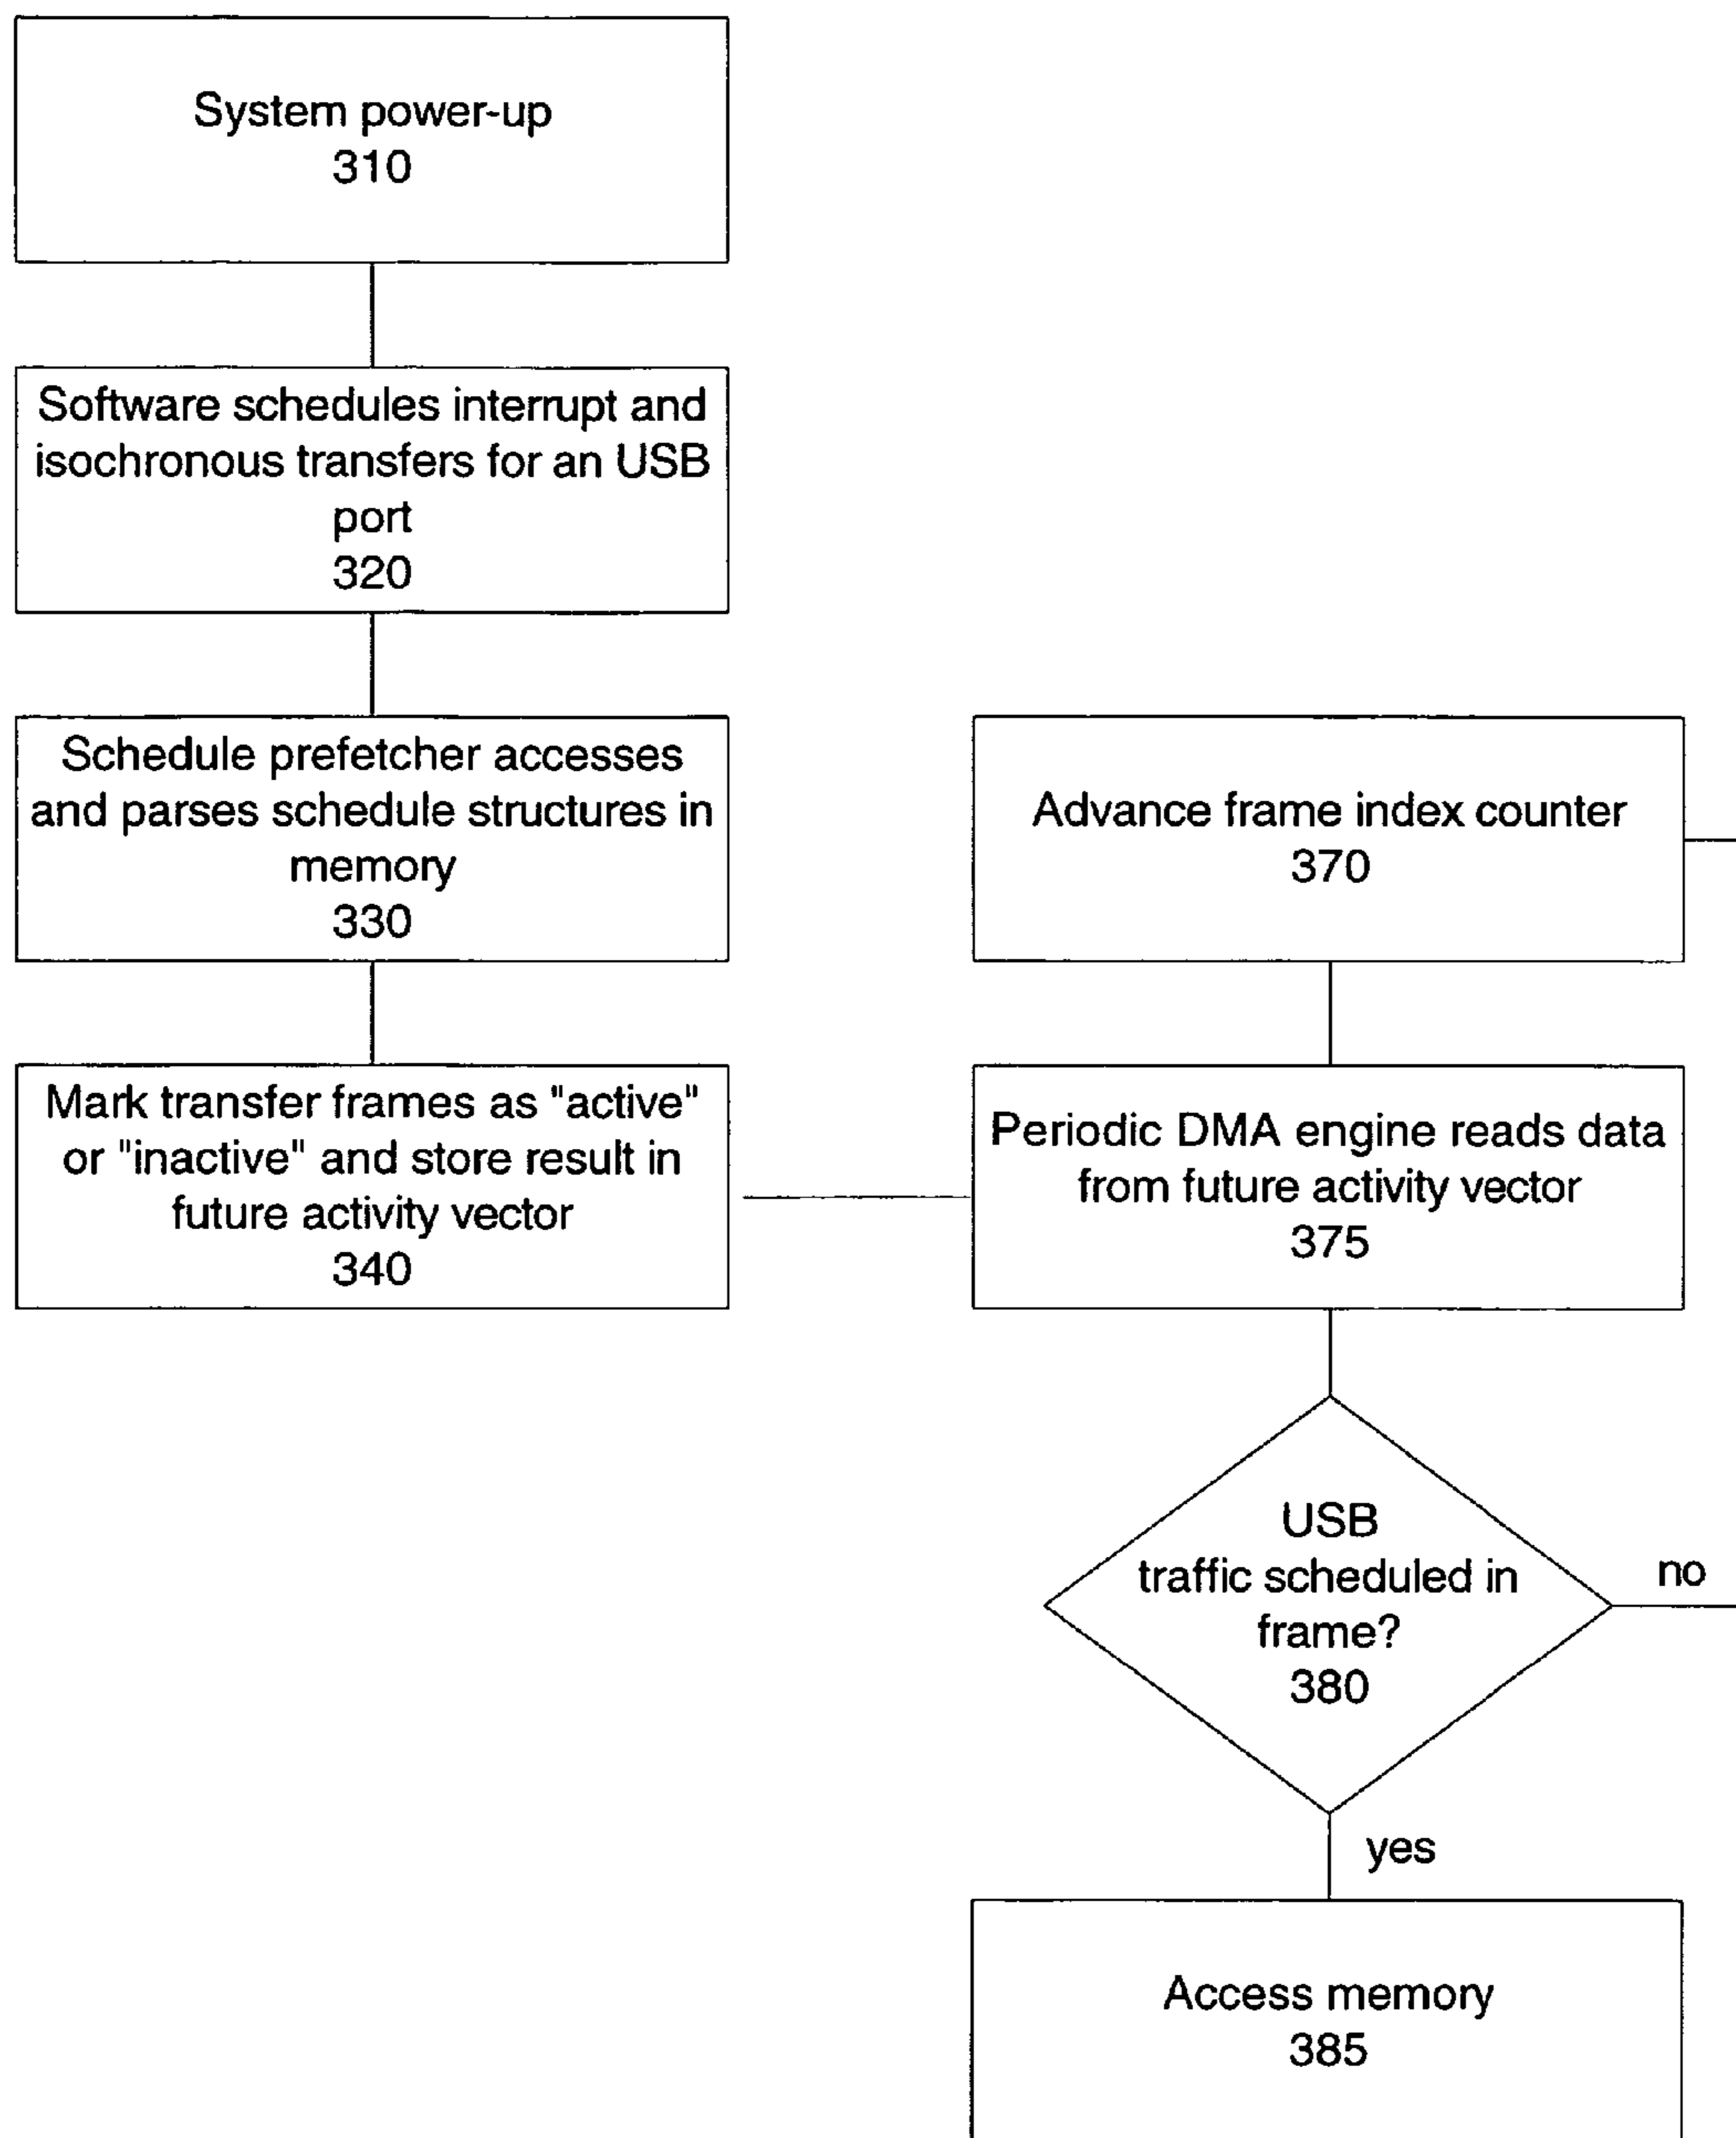 System power-up
310
Software schedules interrupt and
isochronous transfers for an USB
port
320
Schedule prefetcher accesses
and parses schedule structures in
memory
330
Mark transfer frames as "active"
or "inactive" and store result in
future activity vector
340
Advance frame index counter
370
Periodic DMA engine reads data
from future activity vector
375
USB
traffic scheduled in
frame?
380
no
yes
Access memory
385